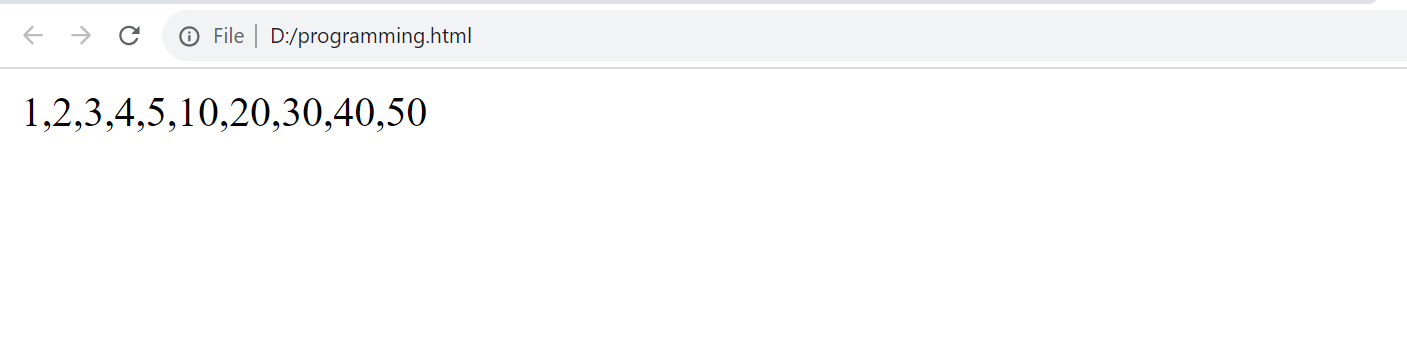 File | D:/programming.html
1,2,3,4,5,10,20,30,40,50